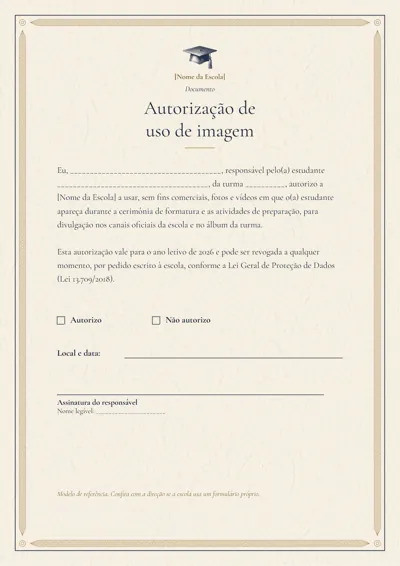 [Nome da Escola]
Documento
Autorização de
uso de imagem
Eu, ____________________________________, responsável pelo(a) estudante
____________________________________, da turma __________, autorizo a
[Nome da Escola] a usar, sem fins comerciais, fotos e vídeos em que o(a) estudante
apareça durante a cerimônia de formatura e as atividades de preparação, para
divulgação nos canais oficiais da escola e no álbum da turma.
Esta autorização vale para o ano letivo de 2026 e pode ser revogada a qualquer
momento, por pedido escrito à escola, conforme a Lei Geral de Proteção de Dados
(Lei 13.709/2018).
☐ Autorizo ☐ Não autorizo
Local e data:
Assinatura do responsável
Nome legível: ____________________
Modelo de referência. Confira com a direção se a escola usa um formulário próprio.